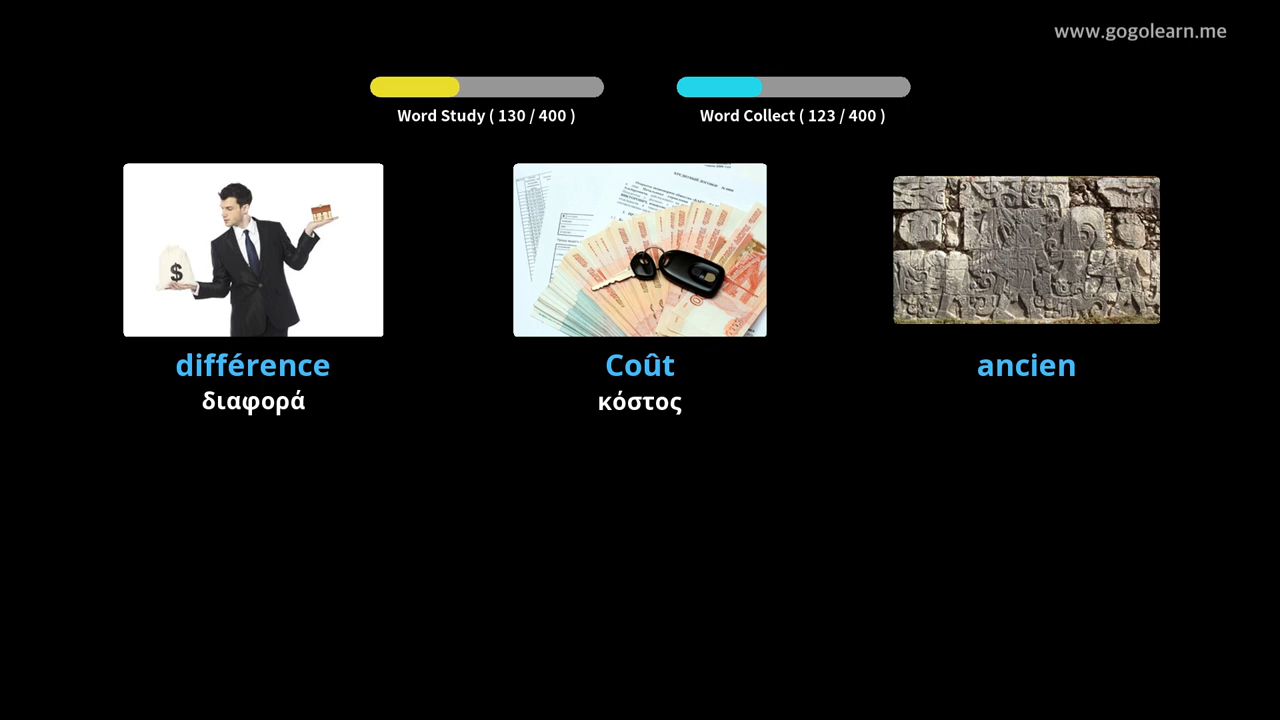 www.gogolearn.me
Word Study ( 130 / 400 )
Word Collect ( 123 / 400 )
$
différence
διαφορά
Coût
κόστος
ancien